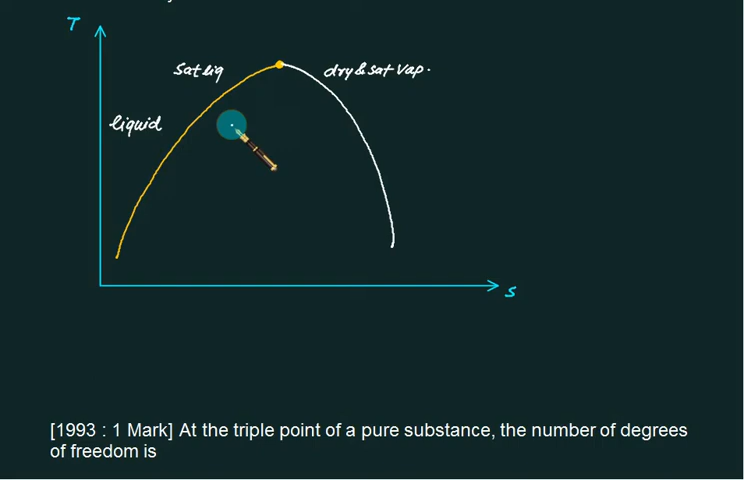 T
Sat liq
dry & sat vap.
liquid
s
[1993 : 1 Mark] At the triple point of a pure substance, the number of degrees
of freedom is